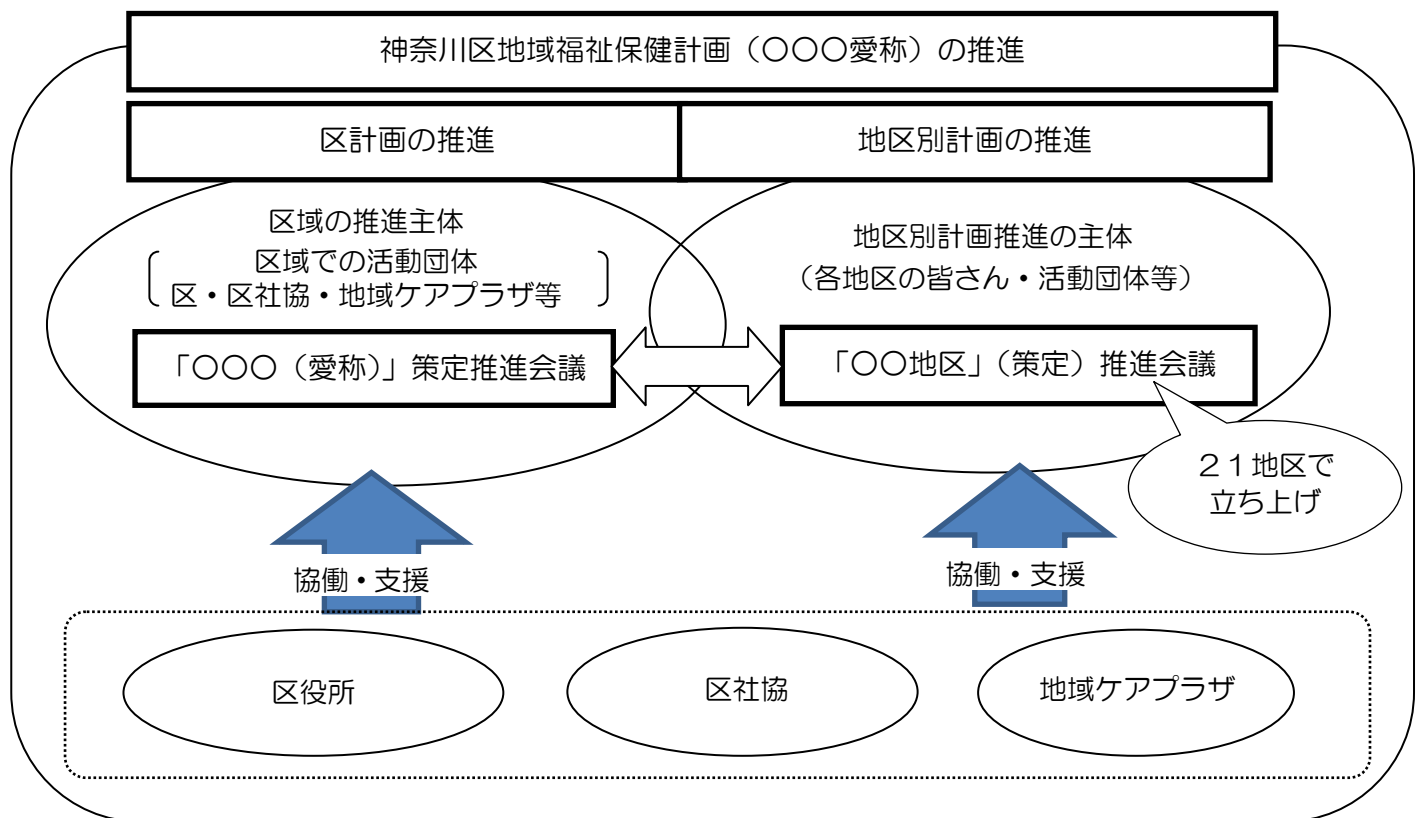 神奈川区地域福祉保健計画（〇〇〇愛称）の推進
区計画の推進
地区別計画の推進
区域の推進主体
区域での活動団体
区・区社協・地域ケアプラザ等
地区別計画推進の主体
（各地区の皆さん・活動団体等）
「〇〇〇（愛称）」策定推進会議
「〇〇地区」（策定）推進会議
２１地区で
立ち上げ
協働・支援
協働・支援
区役所
区社協
地域ケアプラザ